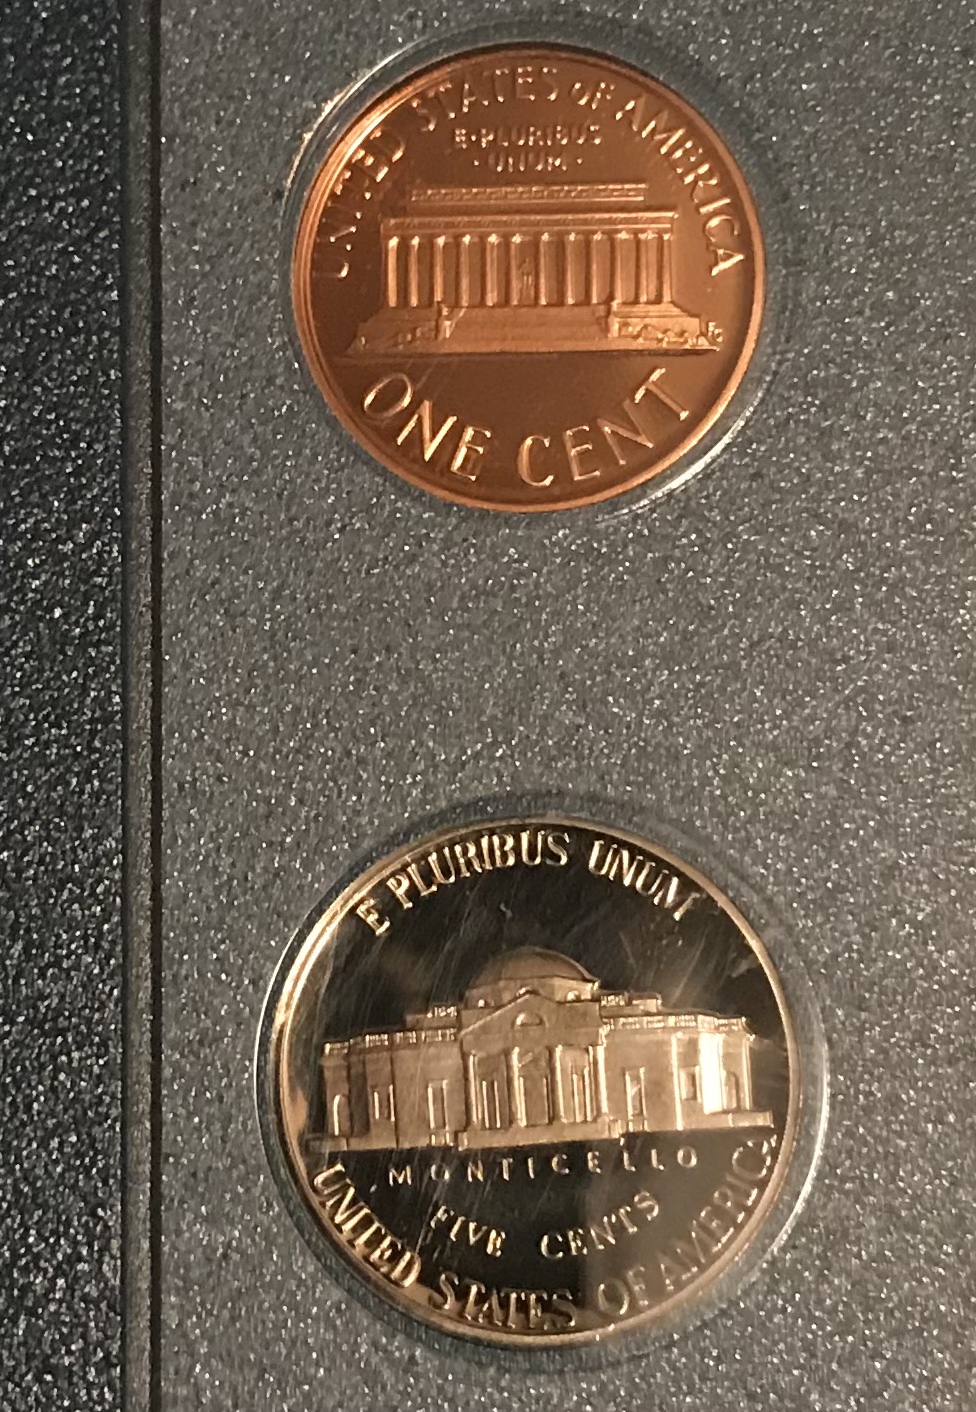 UNITED STATES OF AMERICA
E·PLURIBUS
·UNUM·
ONE CENT
E PLURIBUS UNUM
MONTICELLO
FIVE CENTS
UNITED STATES OF AMERICA